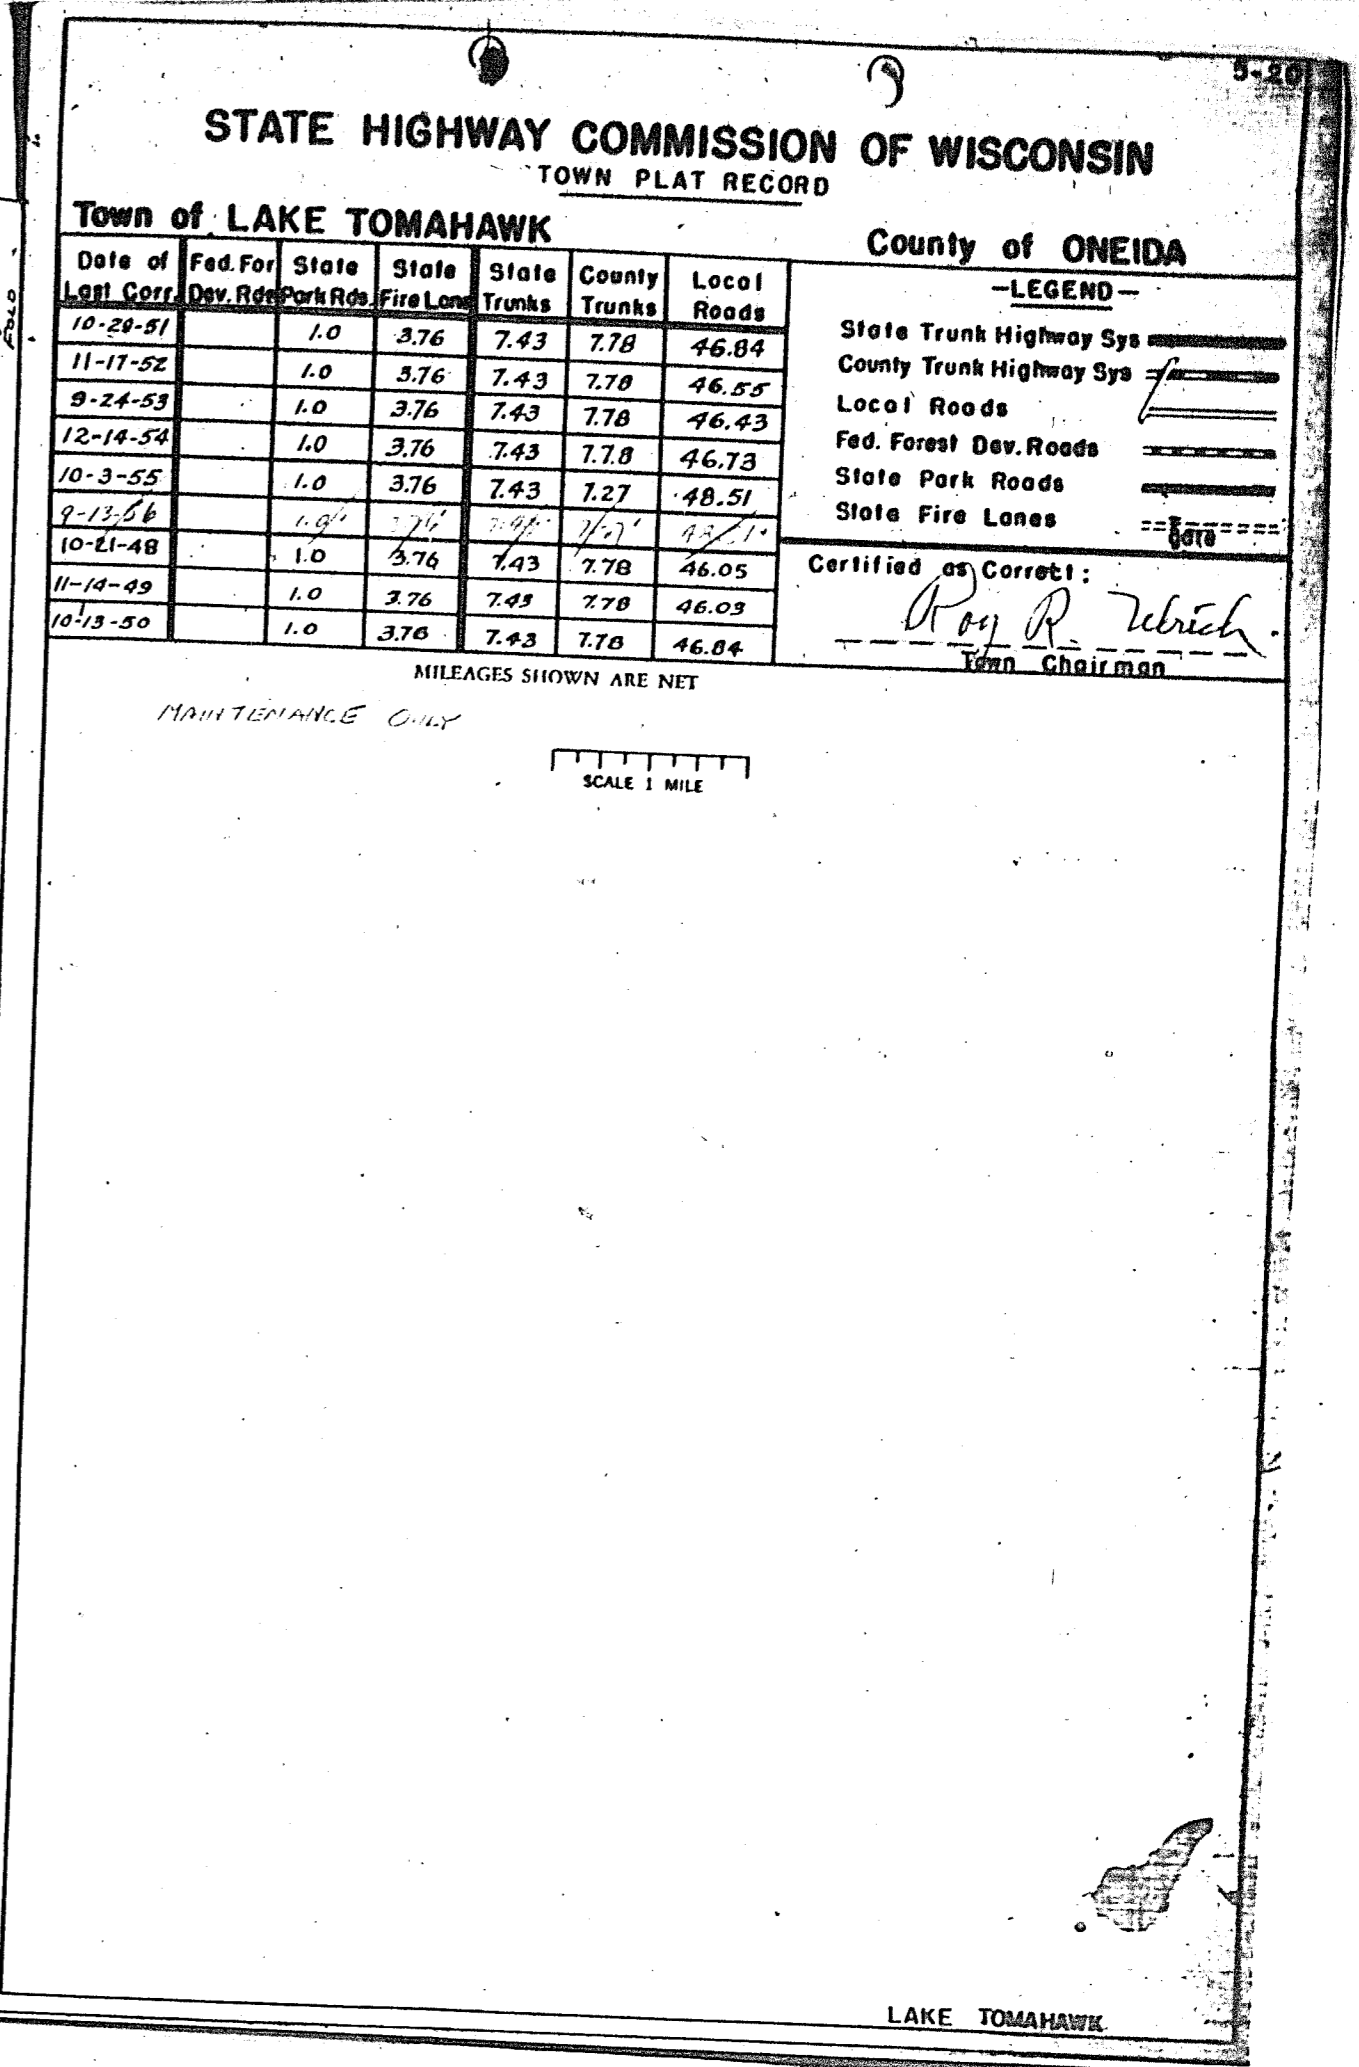 5-20
STATE HIGHWAY COMMISSION OF WISCONSIN
TOWN PLAT RECORD
Town of LAKE TOMAHAWK
County of ONEIDA
Date of Last Corr. Fed. For Dev. Rds State Park Rds. State Fire Lane State Trunks County Trunks Local Roads
10-29-51 1.0 3.76 7.43 7.78 46.84
11-17-52 1.0 3.76 7.43 7.78 46.55
9-24-53 1.0 3.76 7.43 7.78 46.43
12-14-54 1.0 3.76 7.43 7.78 46.73
10-3-55 1.0 3.76 7.43 7.27 48.51
9-13-56
10-21-48 1.0 3.76 7.43 7.78 46.05
11-14-49 1.0 3.76 7.43 7.78 46.03
10-13-50 1.0 3.76 7.43 7.78 46.84
-LEGEND-
State Trunk Highway Sys
County Trunk Highway Sys
Local Roads
Fed. Forest Dev. Roads
State Park Roads
State Fire Lanes
Gate
Certified as Correct:
Roy R. Ulrich
Town Chairman
MILEAGES SHOWN ARE NET
MAINTENANCE ONLY
SCALE 1 MILE
FOLD
LAKE TOMAHAWK